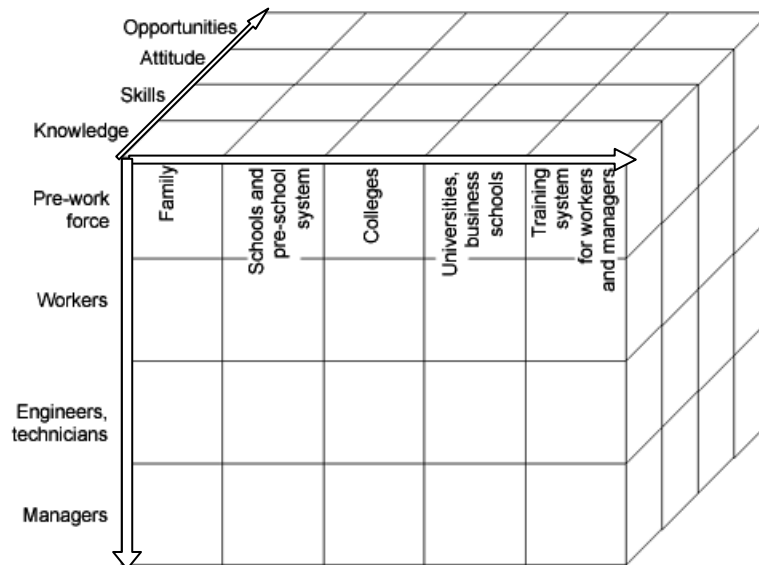 Opportunities
Attitude
Skills
Knowledge
Pre-work
force
Workers
Engineers,
technicians
Managers
Family
Schools and
pre-school
system
Colleges
Universities,
business
schools
Training
system
for workers
and managers